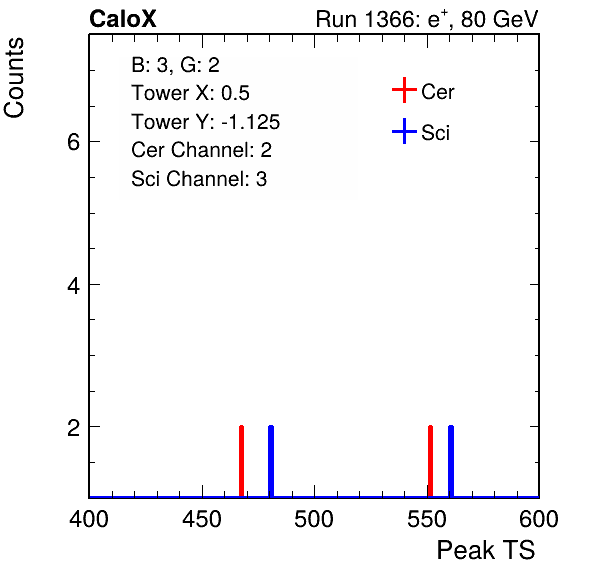 CaloX Run 1366: e⁺, 80 GeV
Counts
B: 3, G: 2
Tower X: 0.5
Tower Y: -1.125
Cer Channel: 2
Sci Channel: 3
Cer
Sci
6
4
2
400 450 500 550 600
Peak TS